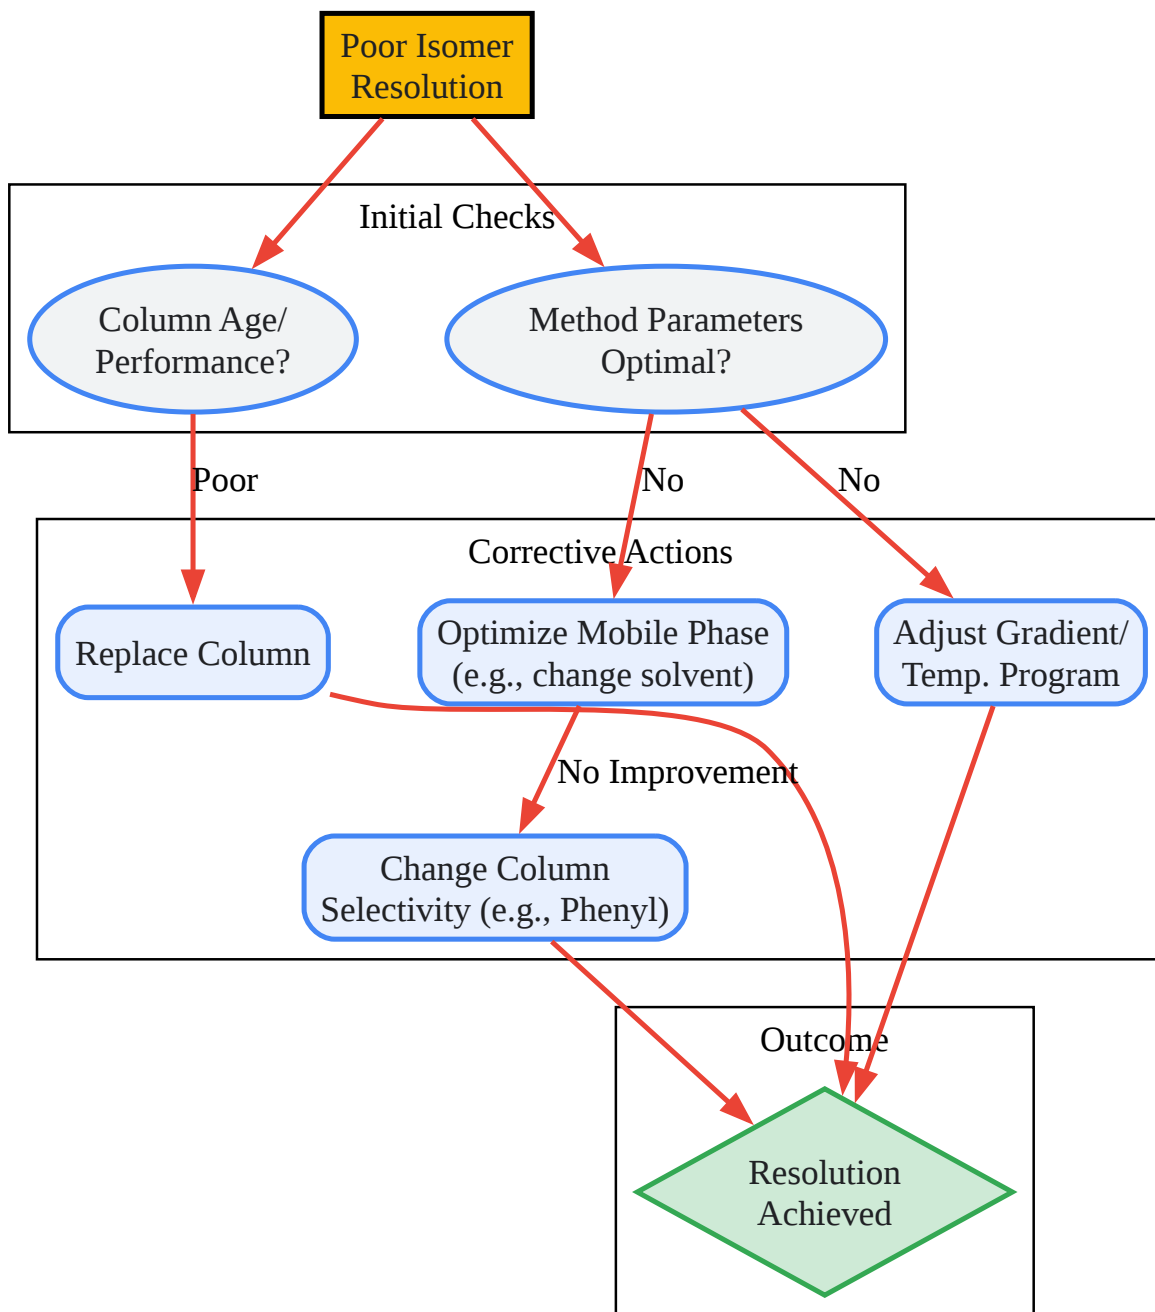 Poor Isomer
Resolution
Initial Checks
Column Age/
Performance?
Method Parameters
Optimal?
Poor
No
No
Corrective Actions
Replace Column
Optimize Mobile Phase
(e.g., change solvent)
Adjust Gradient/
Temp. Program
No Improvement
Change Column
Selectivity (e.g., Phenyl)
Outcome
Resolution
Achieved